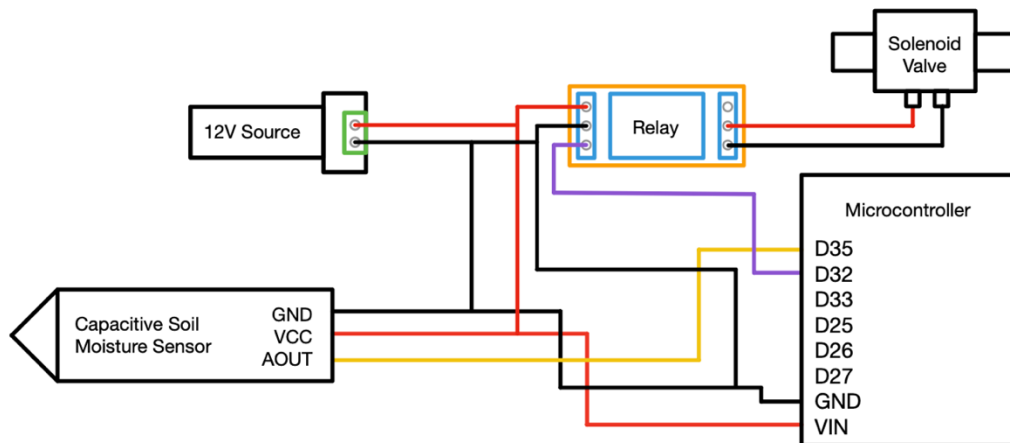 Solenoid
Valve
12V Source
Relay
Microcontroller
D35
D32
D33
D25
D26
D27
GND
VIN
Capacitive Soil
Moisture Sensor
GND
VCC
AOUT